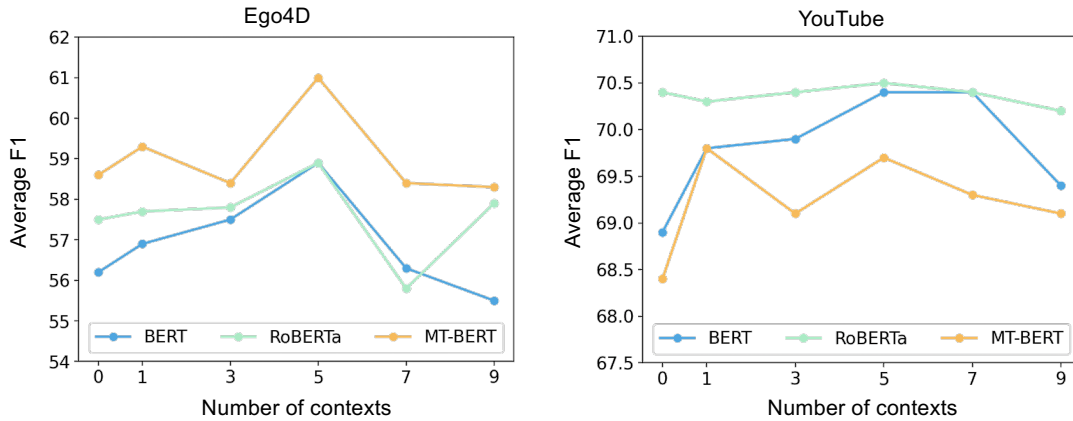 Ego4D
62
61
60
59
58
57
56
55
54
Average F1
BERT RoBERTa MT-BERT
0 1 3 5 7 9
Number of contexts
YouTube
71.0
70.5
70.0
69.5
69.0
68.5
68.0
67.5
Average F1
BERT RoBERTa MT-BERT
0 1 3 5 7 9
Number of contexts